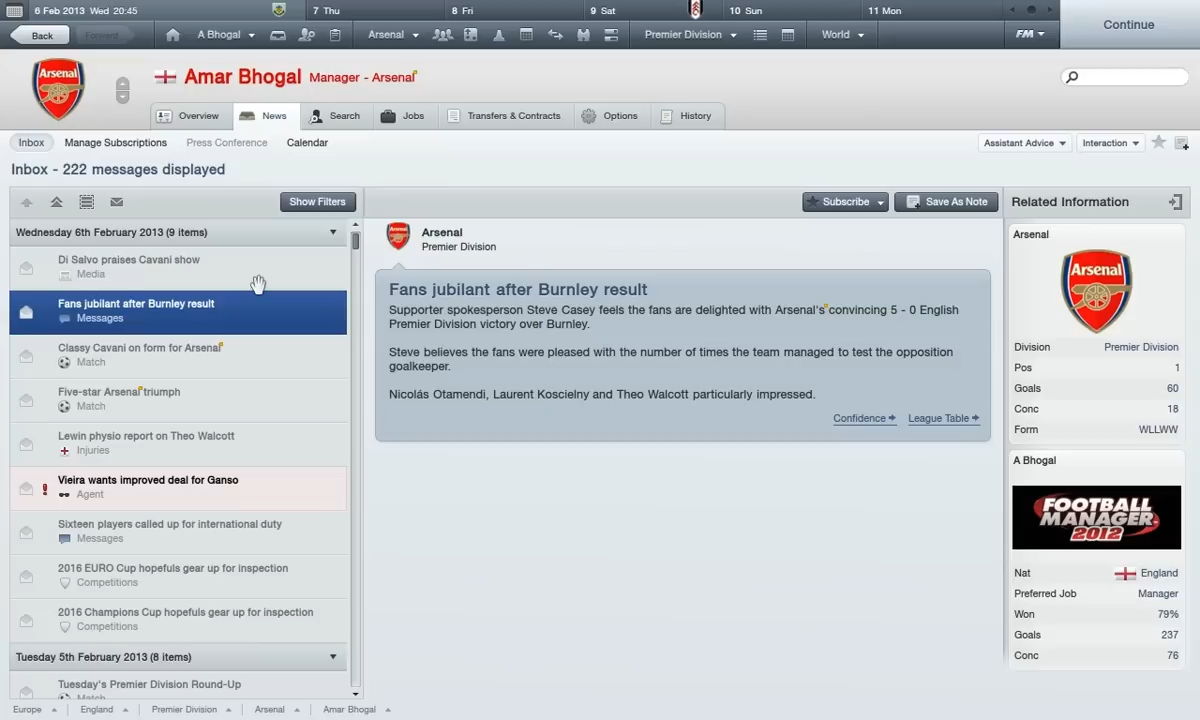 6 Feb 2013 Wed 20:45
7 Thu
8 Fri
9 Sat
10 Sun
11 Mon
Continue
Back
Forward
A Bhogal
Arsenal
Premier Division
World
FM
Arsenal
Amar Bhogal Manager - Arsenal
Overview
News
Search
Jobs
Transfers & Contracts
Options
History
Inbox
Manage Subscriptions
Press Conference
Calendar
Assistant Advice
Interaction
Inbox - 222 messages displayed
Show Filters
Subscribe
Save As Note
Related Information
Wednesday 6th February 2013 (9 items)
Di Salvo praises Cavani show
Media
Fans jubilant after Burnley result
Messages
Classy Cavani on form for Arsenal
Match
Five-star Arsenal triumph
Match
Lewin physio report on Theo Walcott
Injuries
Vieira wants improved deal for Ganso
Agent
Sixteen players called up for international duty
Messages
2016 EURO Cup hopefuls gear up for inspection
Competitions
2016 Champions Cup hopefuls gear up for inspection
Competitions
Tuesday 5th February 2013 (8 items)
Tuesday's Premier Division Round-Up
Match
Arsenal
Premier Division
Fans jubilant after Burnley result
Supporter spokesperson Steve Casey feels the fans are delighted with Arsenal's convincing 5 - 0 English
Premier Division victory over Burnley.
Steve believes the fans were pleased with the number of times the team managed to test the opposition
goalkeeper.
Nicolás Otamendi, Laurent Koscielny and Theo Walcott particularly impressed.
Confidence
League Table
Arsenal
Arsenal
Division Premier Division
Pos 1
Goals 60
Conc 18
Form WLLWW
A Bhogal
FOOTBALL
MANAGER
2012
Nat England
Preferred Job Manager
Won 79%
Goals 237
Conc 76
Europe
England
Premier Division
Arsenal
Amar Bhogal